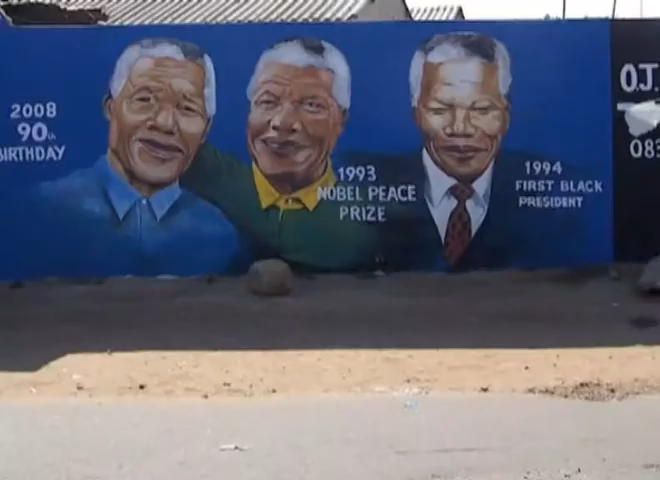 2008
90th
BIRTHDAY
1993
NOBEL PEACE
PRIZE
1994
FIRST BLACK
PRESIDENT
O.J.
083